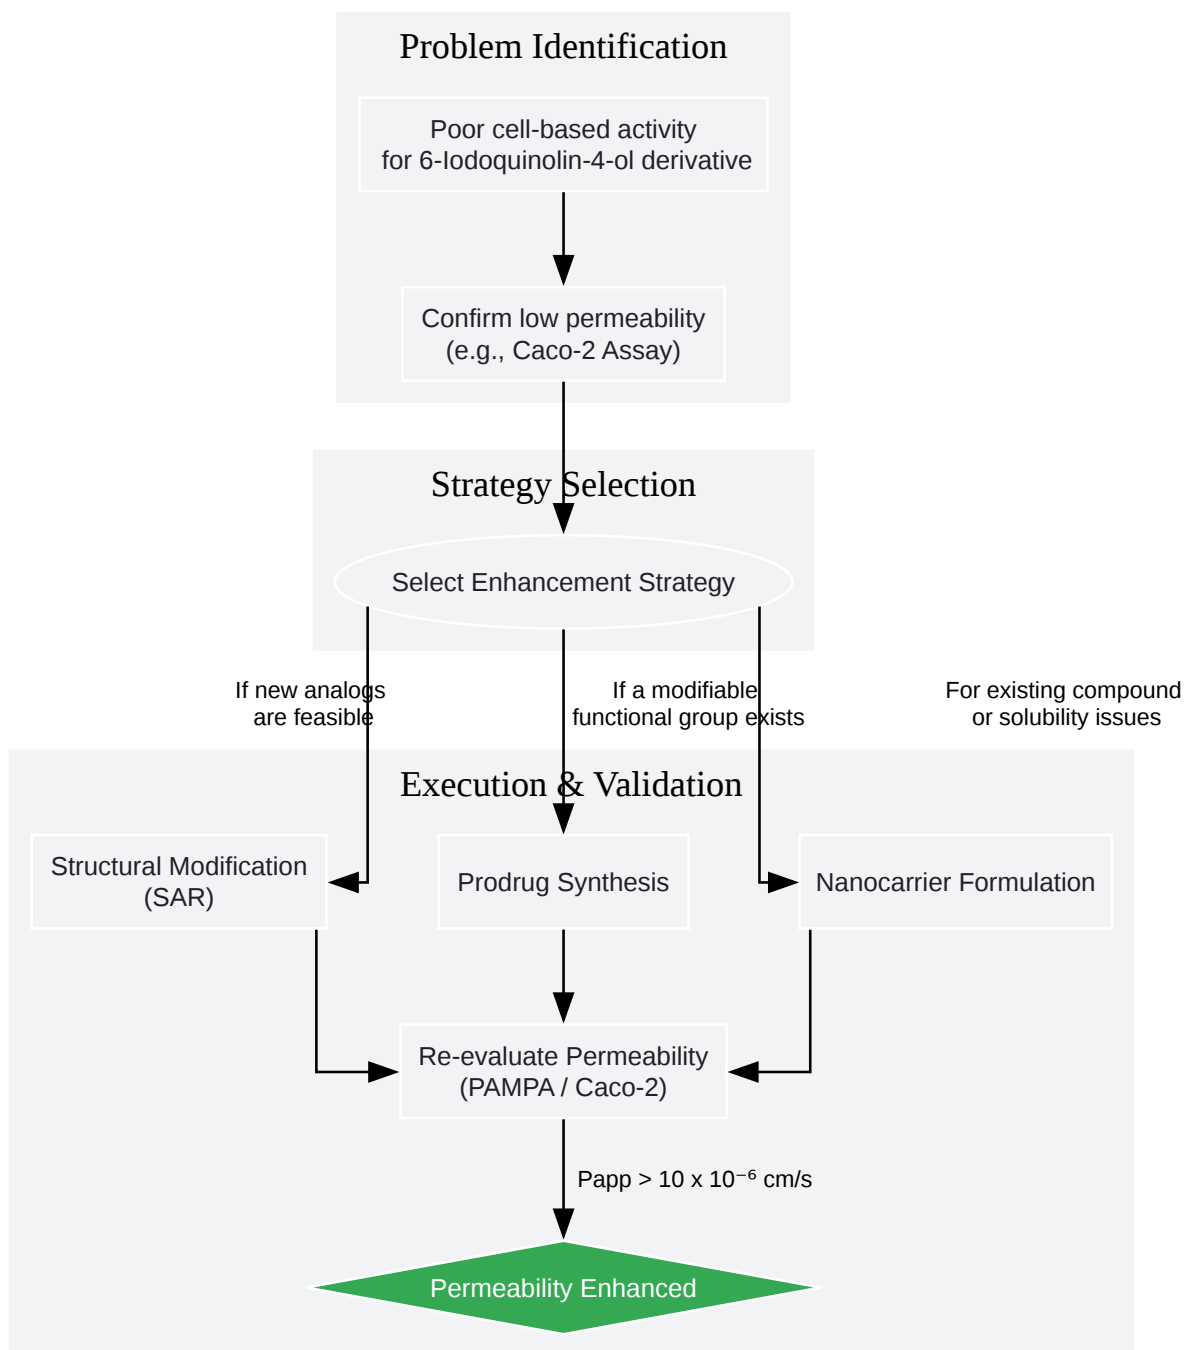 Problem Identification
Poor cell-based activity
for 6-Iodoquinolin-4-ol derivative
Confirm low permeability
(e.g., Caco-2 Assay)
Strategy Selection
Select Enhancement Strategy
If new analogs
are feasible
If a modifiable
functional group exists
For existing compound
or solubility issues
Execution & Validation
Structural Modification
(SAR)
Prodrug Synthesis
Nanocarrier Formulation
Re-evaluate Permeability
(PAMPA / Caco-2)
Papp > 10 x 10⁻⁶ cm/s
Permeability Enhanced